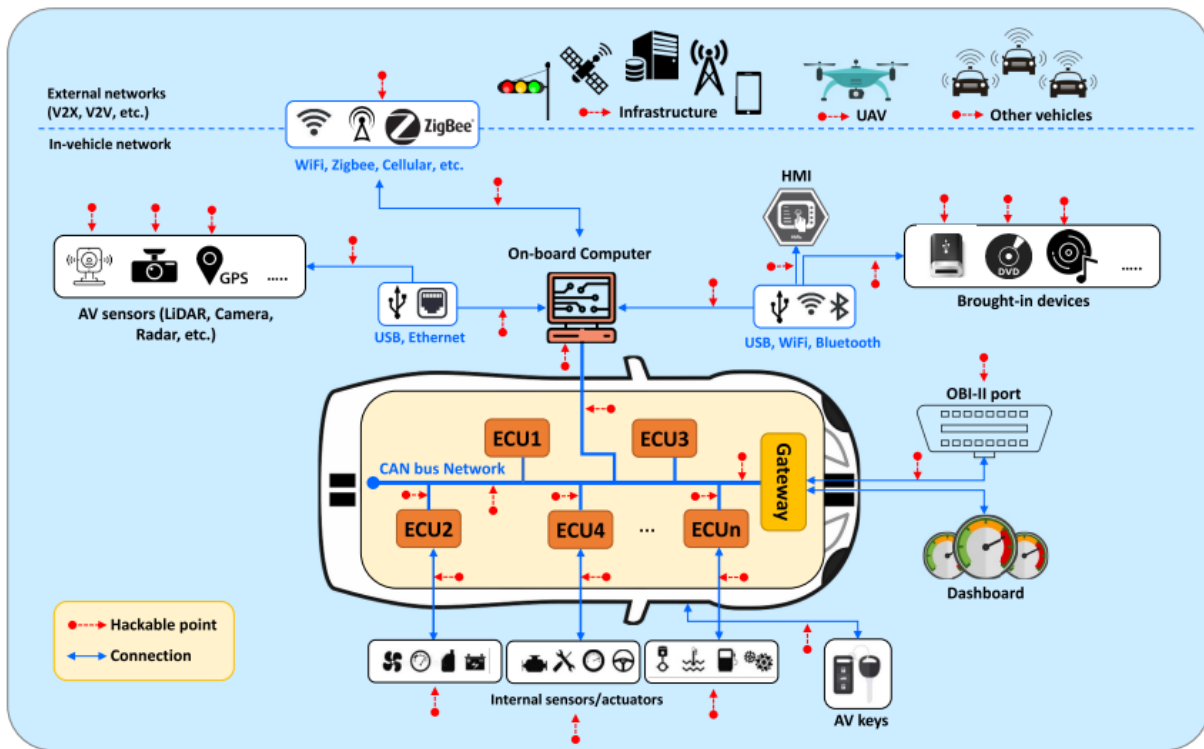 External networks
(V2X, V2V, etc.)
In-vehicle network
ZigBee®
WiFi, Zigbee, Cellular, etc.
Infrastructure
UAV
Other vehicles
HMI
GPS
.....
AV sensors (LiDAR, Camera,
Radar, etc.)
USB, Ethernet
On-board Computer
USB, WiFi, Bluetooth
DVD
.....
Brought-in devices
OBI-II port
ECU1
ECU3
CAN bus Network
Gateway
ECU2
ECU4
...
ECUn
Dashboard
Hackable point
Connection
Internal sensors/actuators
AV keys